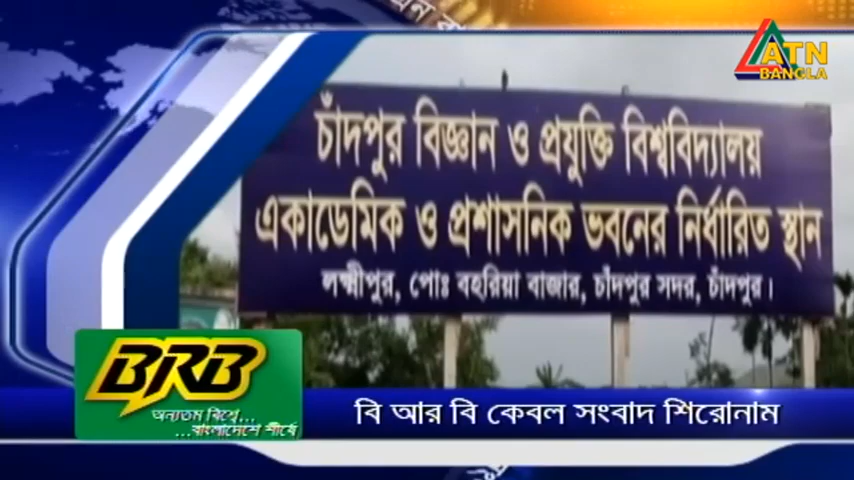 ATN
BANGLA
চাঁদপুর বিজ্ঞান ও প্রযুক্তি বিশ্ববিদ্যালয়
একাডেমিক ও প্রশাসনিক ভবনের নির্ধারিত স্থান
লক্ষ্মীপুর, পোঃ বহরিয়া বাজার, চাঁদপুর সদর, চাঁদপুর।
BRB
অন্যতম বিশ্বে...
...বাংলাদেশে শীর্ষে
বি আর বি কেবল সংবাদ শিরোনাম